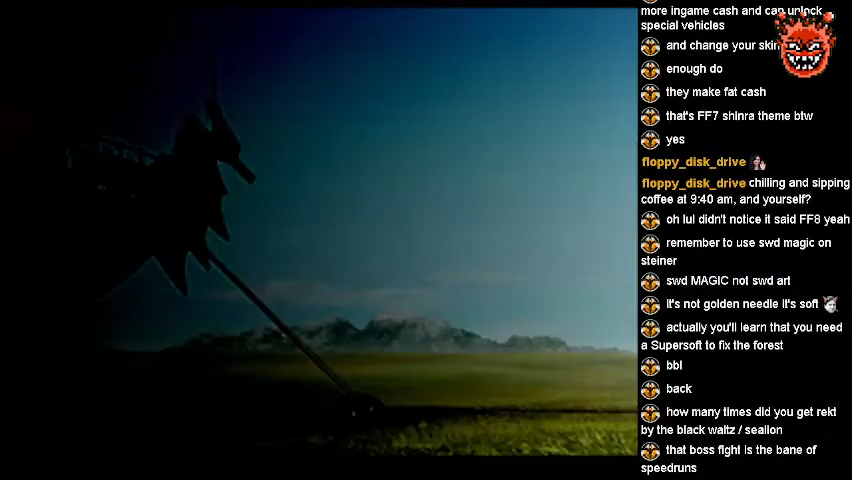 more ingame cash and can unlock
special vehicles
and change your skin
enough do
they make fat cash
that's FF7 shinra theme btw
yes
floppy_disk_drive
floppy_disk_drive chilling and sipping
coffee at 9:40 am, and yourself?
oh lul didn't notice it said FF8 yeah
remember to use swd magic on
steiner
swd MAGIC not swd art
it's not golden needle it's soft
actually you'll learn that you need
a Supersoft to fix the forest
bbl
back
how many times did you get rekt
by the black waltz / sealion
that boss fight is the bane of
speedruns